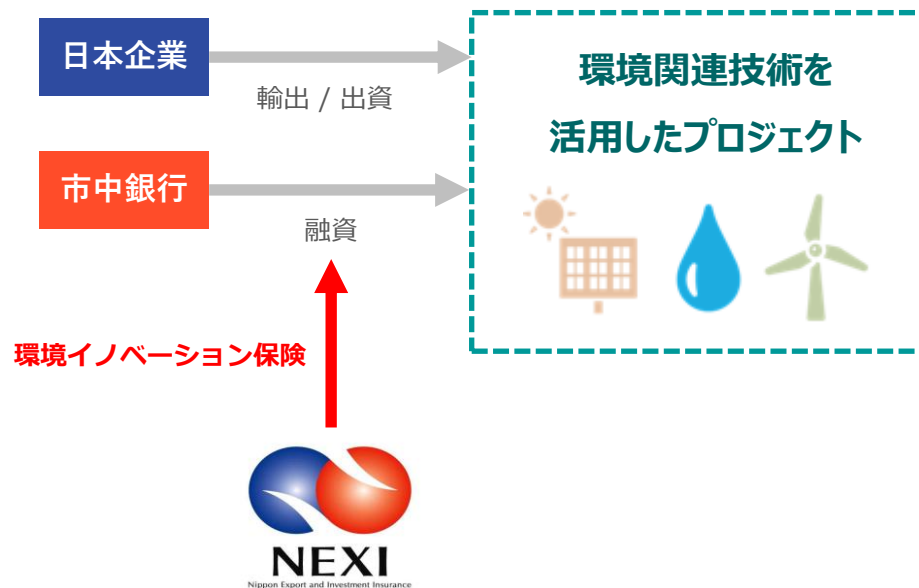 日本企業
輸出 / 出資
市中銀行
融資
環境関連技術を
活用したプロジェクト
環境イノベーション保険
NEXI
Nippon Export and Investment Insurance